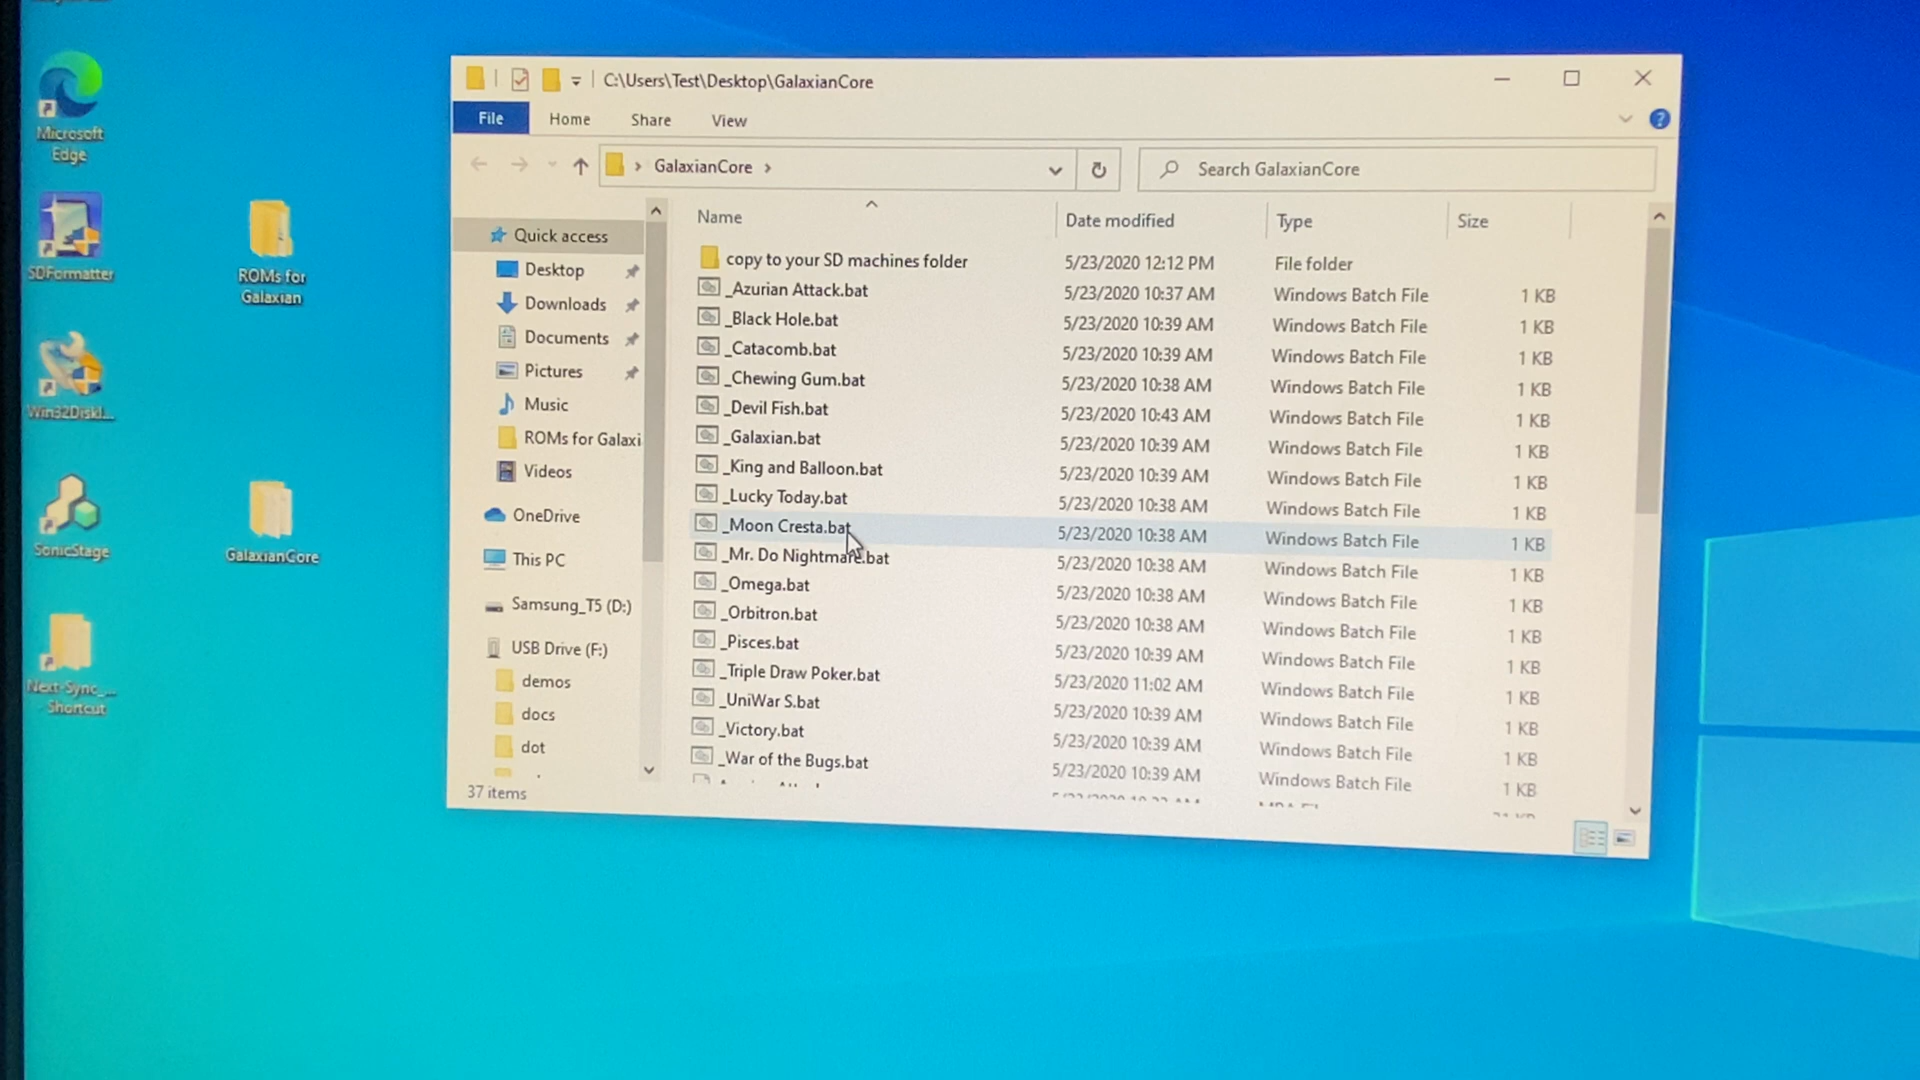 C:\Users\Test\Desktop\GalaxianCore
File Home Share View
GalaxianCore
Search GalaxianCore
Name Date modified Type Size
Quick access
Desktop
Downloads
Documents
Pictures
Music
ROMs for Galaxi
Videos
OneDrive
This PC
Samsung_T5 (D:)
USB Drive (F:)
demos
docs
dot
copy to your SD machines folder 5/23/2020 12:12 PM File folder
_Azurian Attack.bat 5/23/2020 10:37 AM Windows Batch File 1 KB
_Black Hole.bat 5/23/2020 10:39 AM Windows Batch File 1 KB
_Catacomb.bat 5/23/2020 10:39 AM Windows Batch File 1 KB
_Chewing Gum.bat 5/23/2020 10:38 AM Windows Batch File 1 KB
_Devil Fish.bat 5/23/2020 10:43 AM Windows Batch File 1 KB
_Galaxian.bat 5/23/2020 10:39 AM Windows Batch File 1 KB
_King and Balloon.bat 5/23/2020 10:39 AM Windows Batch File 1 KB
_Lucky Today.bat 5/23/2020 10:38 AM Windows Batch File 1 KB
_Moon Cresta.bat 5/23/2020 10:38 AM Windows Batch File 1 KB
_Mr. Do Nightmare.bat 5/23/2020 10:38 AM Windows Batch File 1 KB
_Omega.bat 5/23/2020 10:38 AM Windows Batch File 1 KB
_Orbitron.bat 5/23/2020 10:38 AM Windows Batch File 1 KB
_Pisces.bat 5/23/2020 10:39 AM Windows Batch File 1 KB
_Triple Draw Poker.bat 5/23/2020 11:02 AM Windows Batch File 1 KB
_UniWar S.bat 5/23/2020 10:39 AM Windows Batch File 1 KB
_Victory.bat 5/23/2020 10:39 AM Windows Batch File 1 KB
_War of the Bugs.bat 5/23/2020 10:39 AM Windows Batch File 1 KB
37 items
Microsoft
Edge
SDFormatter
Win32DiskI...
SonicStage
Next-Sync_...
- Shortcut
ROMs for
Galaxian
GalaxianCore